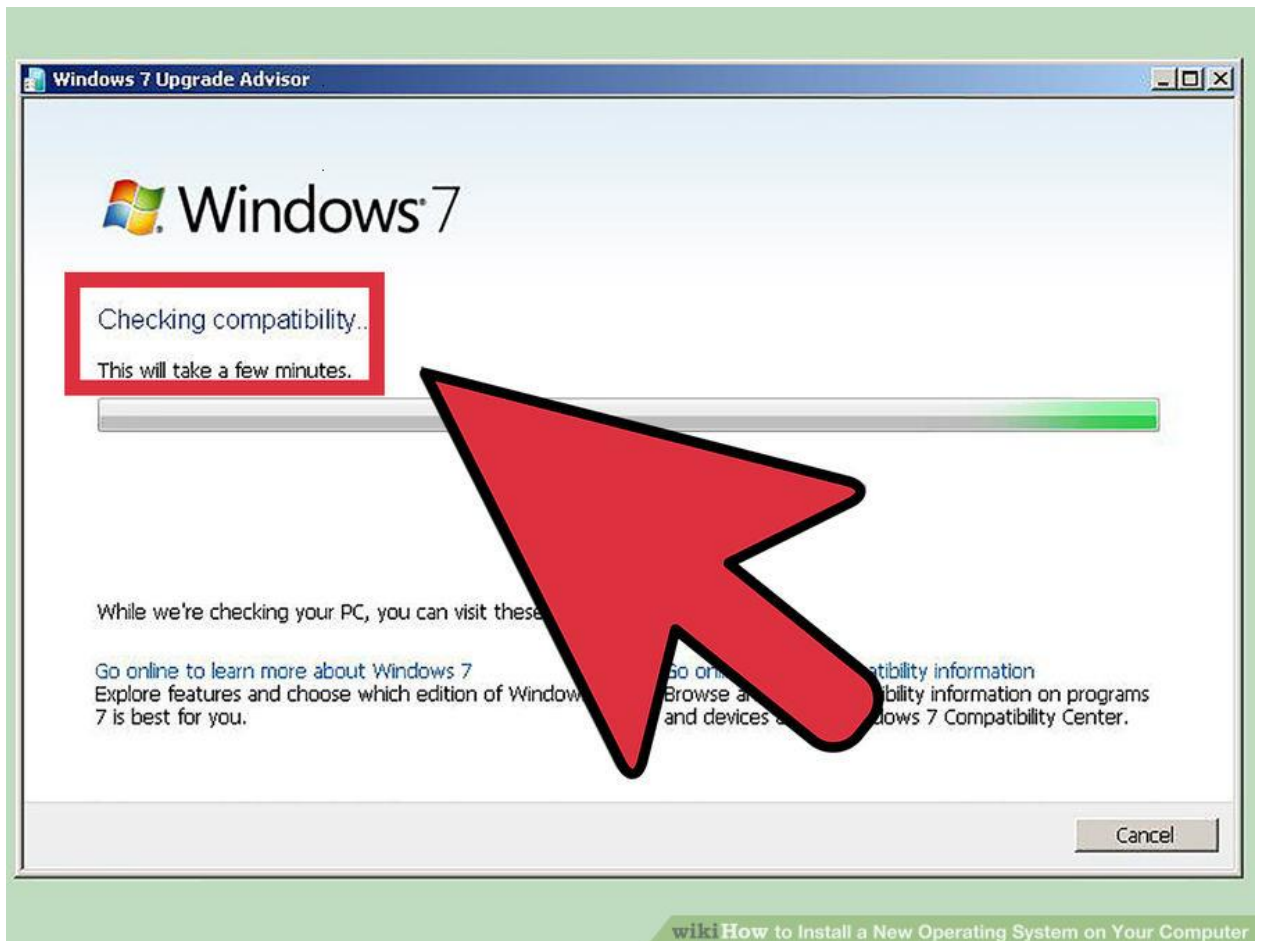 Windows 7 Upgrade Advisor
Windows 7
Checking compatibility..
This will take a few minutes.
While we're checking your PC, you can visit these
Go online to learn more about Windows 7
Explore features and choose which edition of Window
7 is best for you.
Go
Browse
tibility information
bility information on programs
and devices
dows 7 Compatibility Center.
Cancel
wikiHow to Install a New Operating System on Your Computer